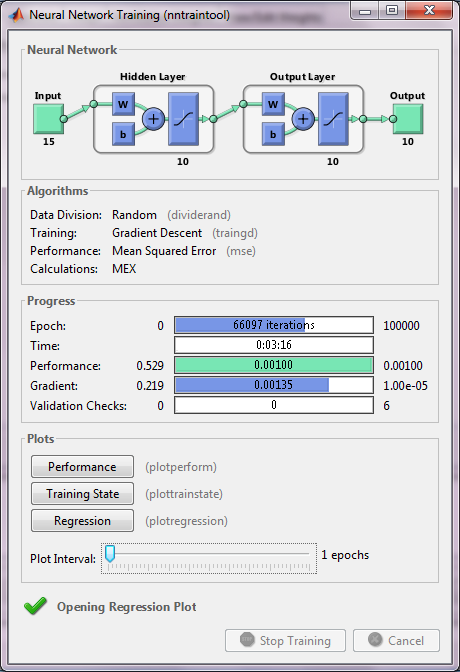 Neural Network Training (nntraintool)
Neural Network
Hidden Layer
Output Layer
Input
Output
W
W
b
b
15
10
10
10
Algorithms
Data Division: Random (dividerand)
Training: Gradient Descent (traingd)
Performance: Mean Squared Error (mse)
Calculations: MEX
Progress
Epoch: 0 66097 iterations 100000
Time: 0:03:16
Performance: 0.529 0.00100 0.00100
Gradient: 0.219 0.00135 1.00e-05
Validation Checks: 0 0 6
Plots
Performance (plotperform)
Training State (plottrainstate)
Regression (plotregression)
Plot Interval: 1 epochs
Opening Regression Plot
Stop Training Cancel